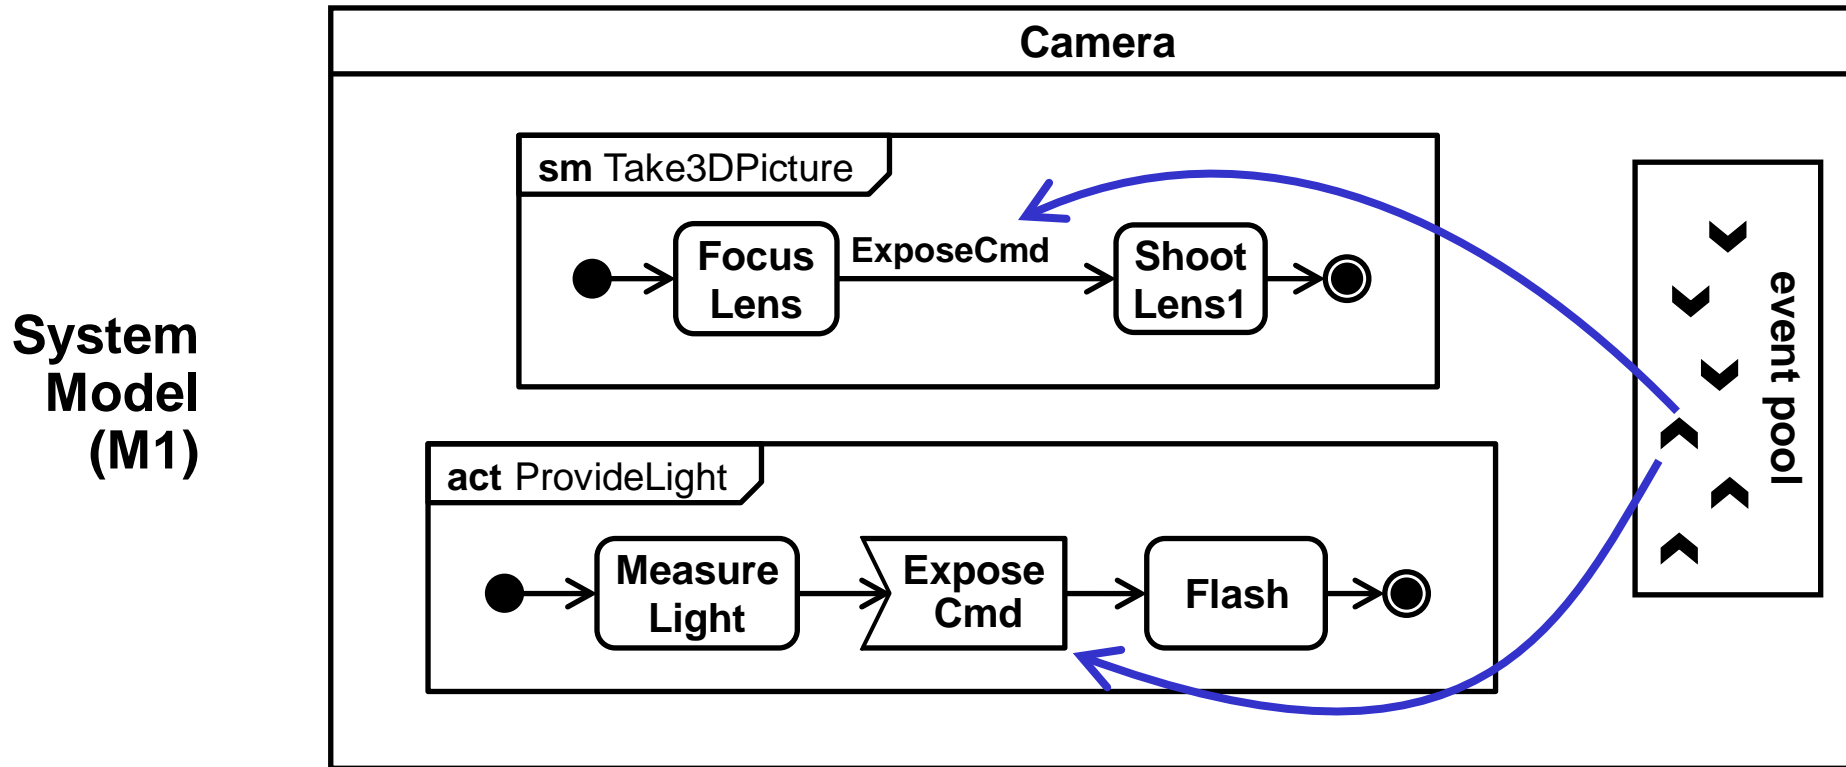 Camera
sm Take3DPicture
Focus
Lens
ExposeCmd
Shoot
Lens1
event pool
System
Model
(M1)
act ProvideLight
Measure
Light
Expose
Cmd
Flash